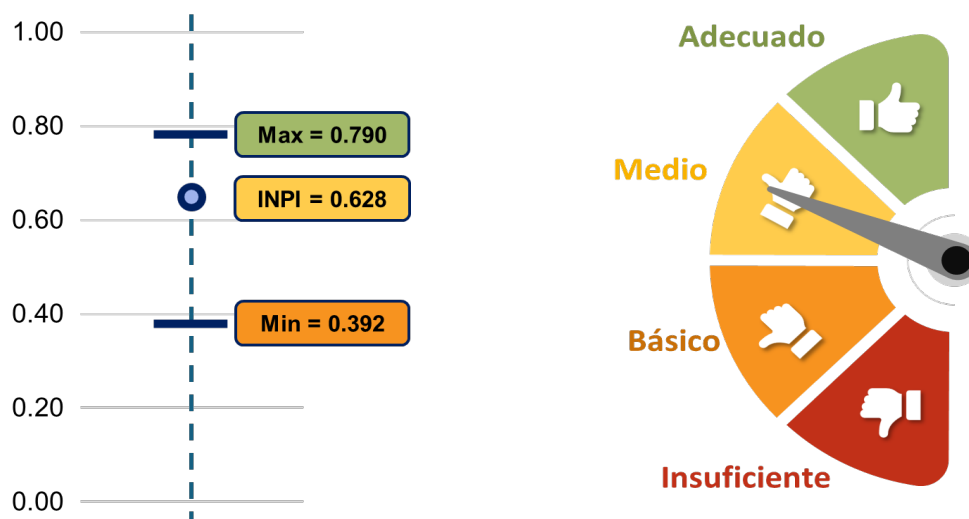 1.00
0.80
0.60
0.40
0.20
0.00
Max = 0.790
INPI = 0.628
Min = 0.392
Adecuado
Medio
Básico
Insuficiente